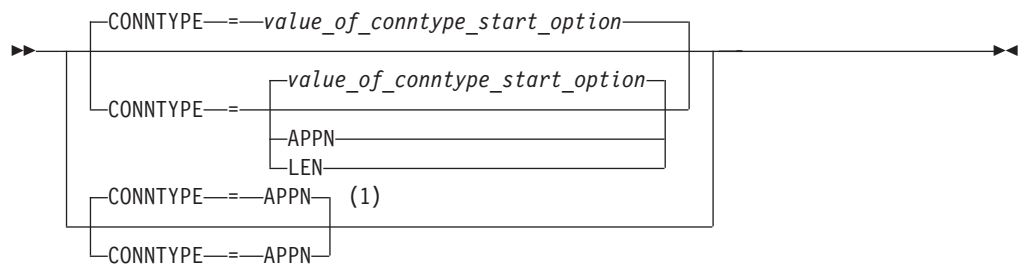 CONNTYPE = value_of_conntype_start_option
value_of_conntype_start_option
CONNTYPE =
APPN
LEN
CONNTYPE = APPN (1)
CONNTYPE = APPN